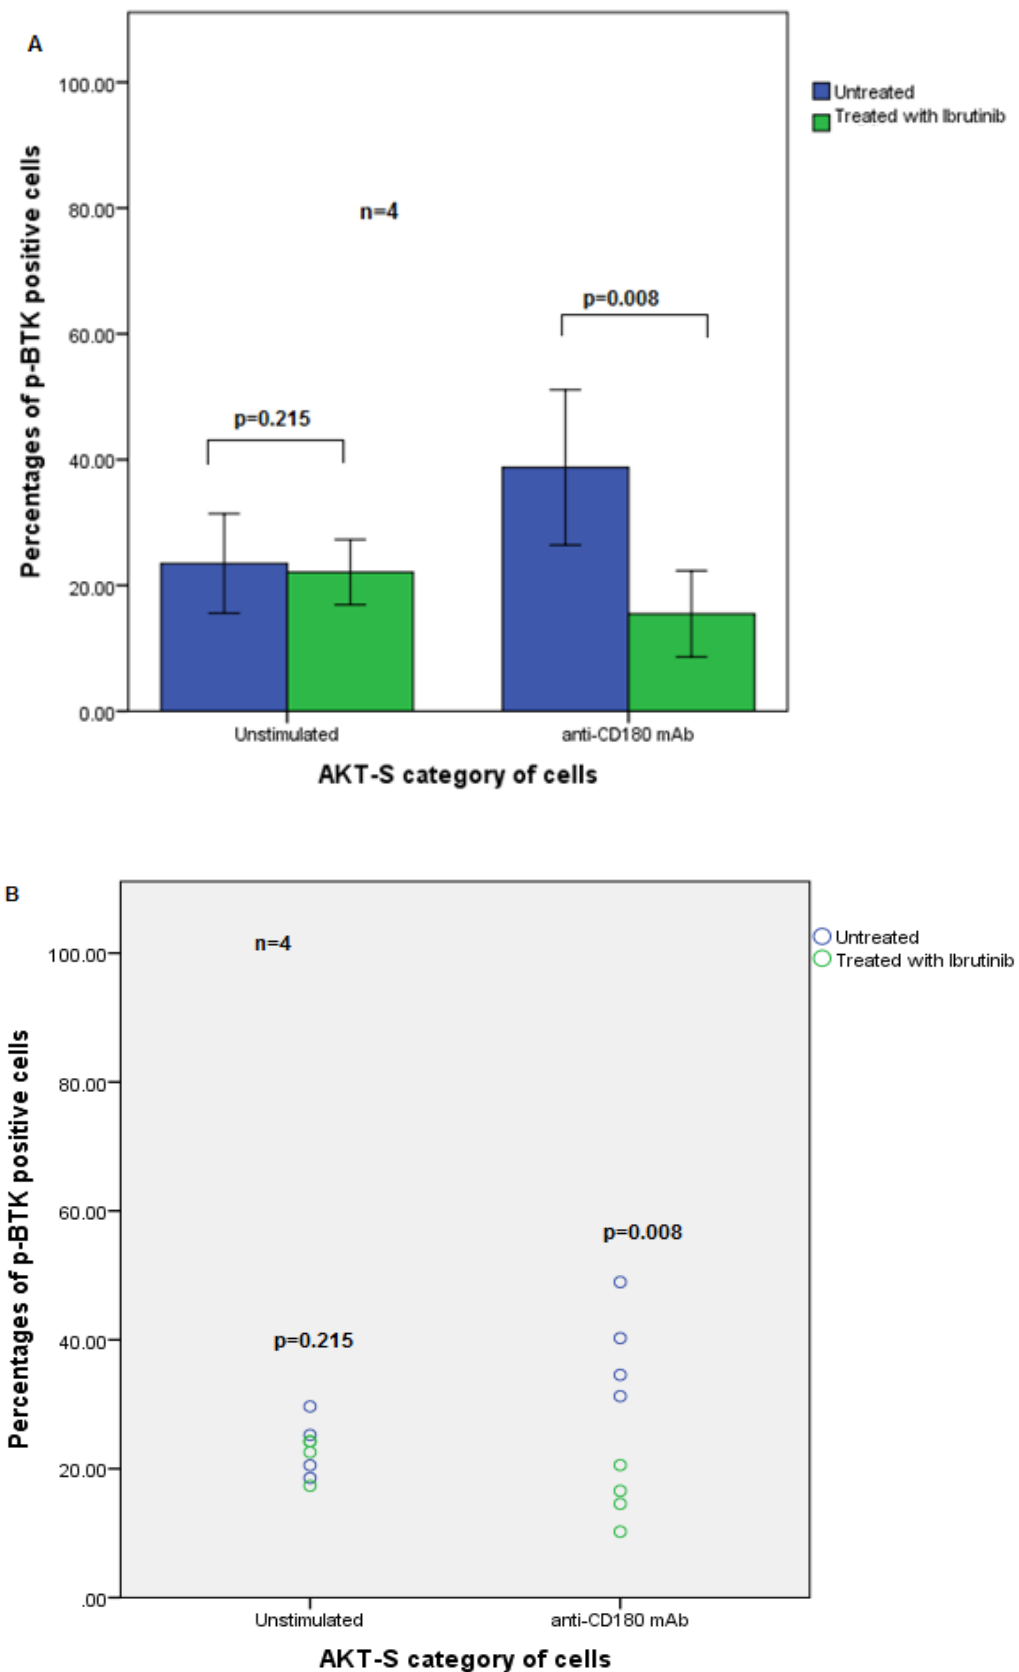 A
Percentages of p-BTK positive cells
100.00
80.00
60.00
40.00
20.00
0.00
n=4
p=0.215
p=0.008
Untreated
Treated with Ibrutinib
Unstimulated
anti-CD180 mAb
AKT-S category of cells
B
Percentages of p-BTK positive cells
100.00
80.00
60.00
40.00
20.00
.00
n=4
p=0.215
p=0.008
Untreated
Treated with Ibrutinib
Unstimulated
anti-CD180 mAb
AKT-S category of cells